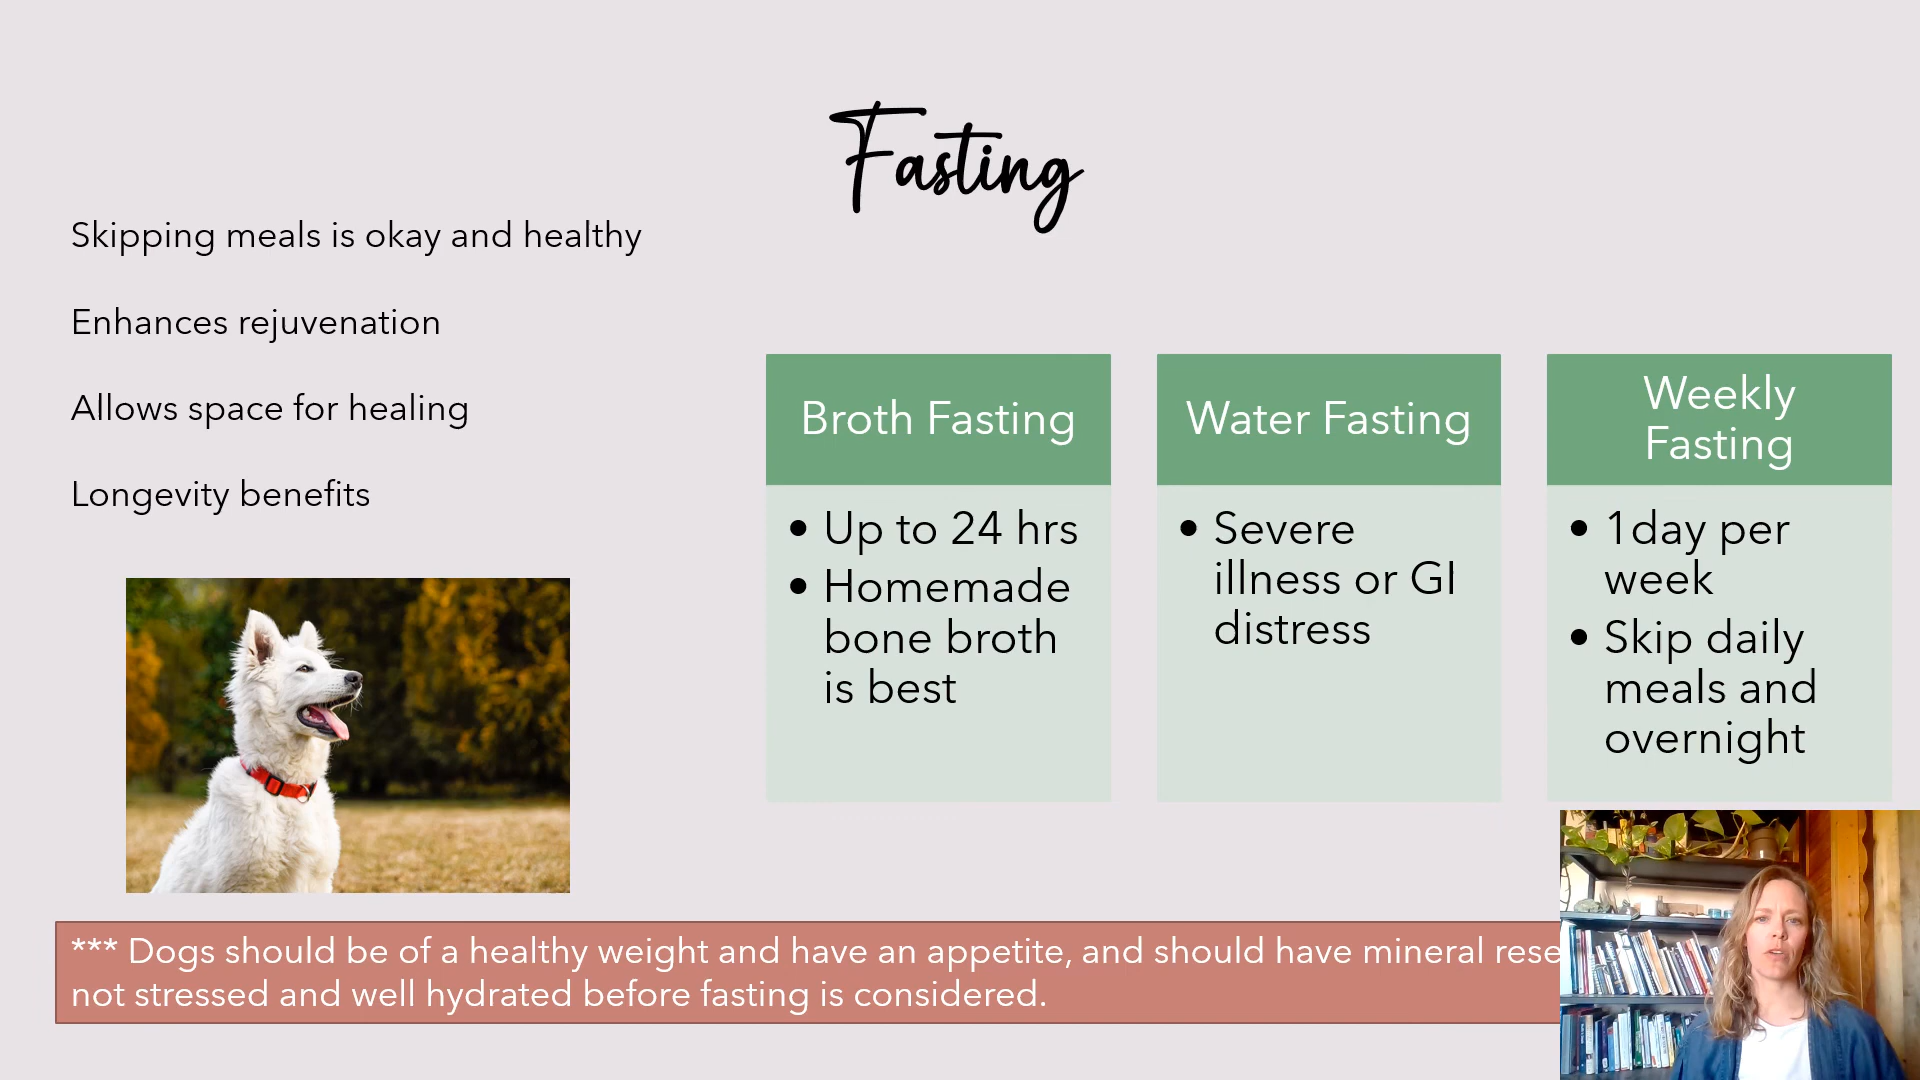 Fasting
Skipping meals is okay and healthy
Enhances rejuvenation
Allows space for healing
Longevity benefits
Broth Fasting
• Up to 24 hrs
• Homemade
bone broth
is best
Water Fasting
• Severe
illness or GI
distress
Weekly
Fasting
• 1day per
week
• Skip daily
meals and
overnight
*** Dogs should be of a healthy weight and have an appetite, and should have mineral
not stressed and well hydrated before fasting is considered.